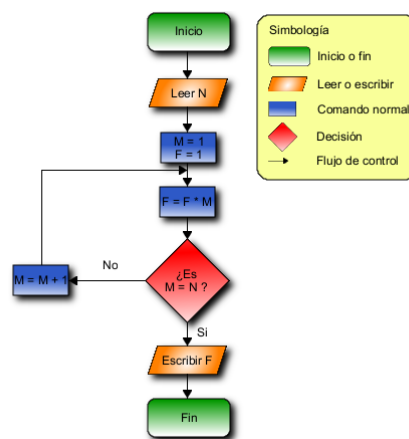 Inicio
Leer N
M = 1
F = 1
F = F * M
¿Es
M = N ?
No
M = M + 1
Si
Escribir F
Fin
Simbología
Inicio o fin
Leer o escribir
Comando normal
Decisión
Flujo de control